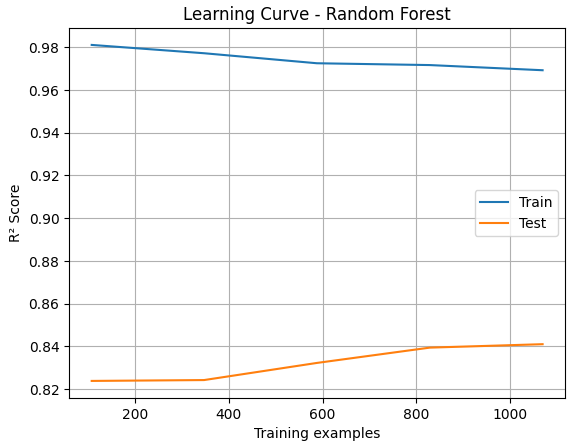 Learning Curve - Random Forest
R² Score
0.98
0.96
0.94
0.92
0.90
0.88
0.86
0.84
0.82
Train
Test
200 400 600 800 1000
Training examples